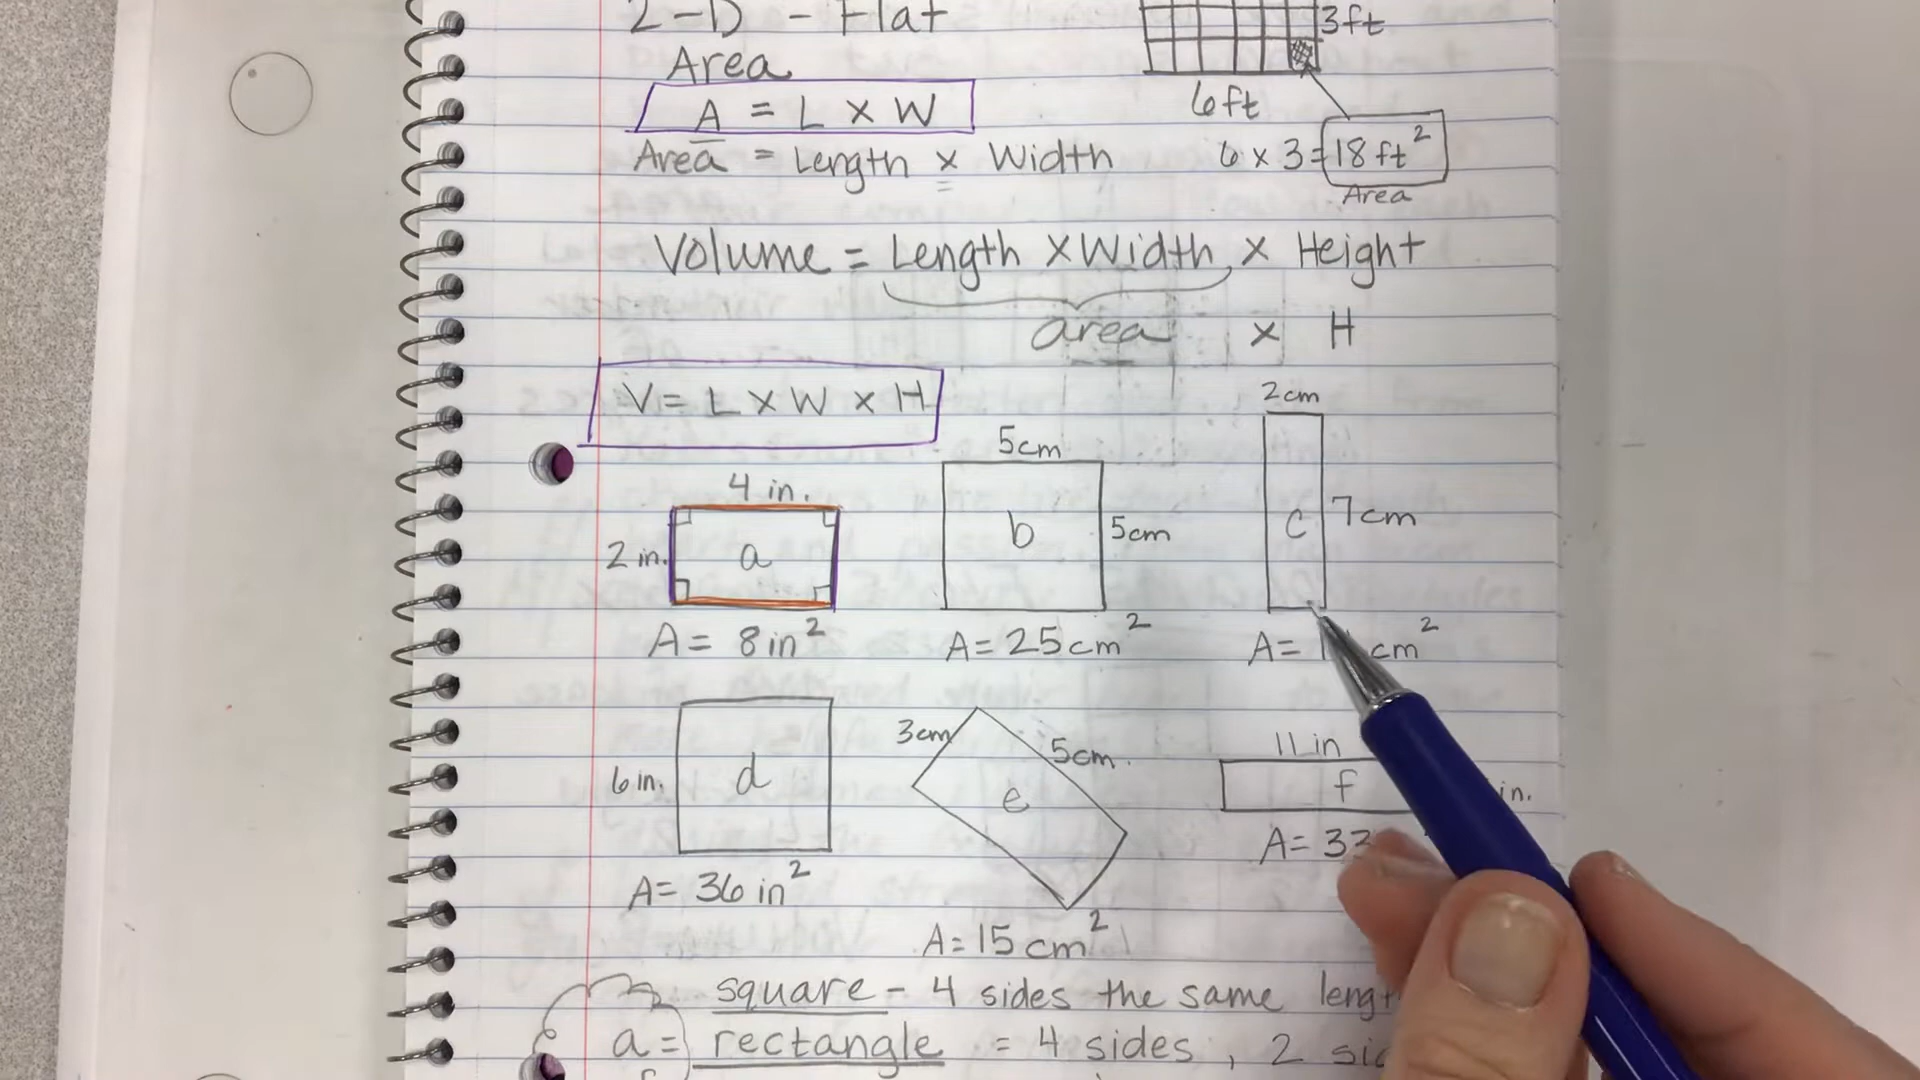 2-D - Flat
3ft
Area
A = L X W
6ft
Area = Length x Width
6 x 3 = 18 ft²
Area
Volume = Length X Width x Height
area x H
V = L X W X H
2cm
5cm
4 in.
2 in.
a
b
5cm
c
7cm
A = 8 in²
A = 25 cm²
A = cm²
3cm
5cm.
11 in
6 in.
d
e
f
in.
A = 36 in²
A = 15 cm²
A = 33
square - 4 sides the same
a = rectangle = 4 sides, 2